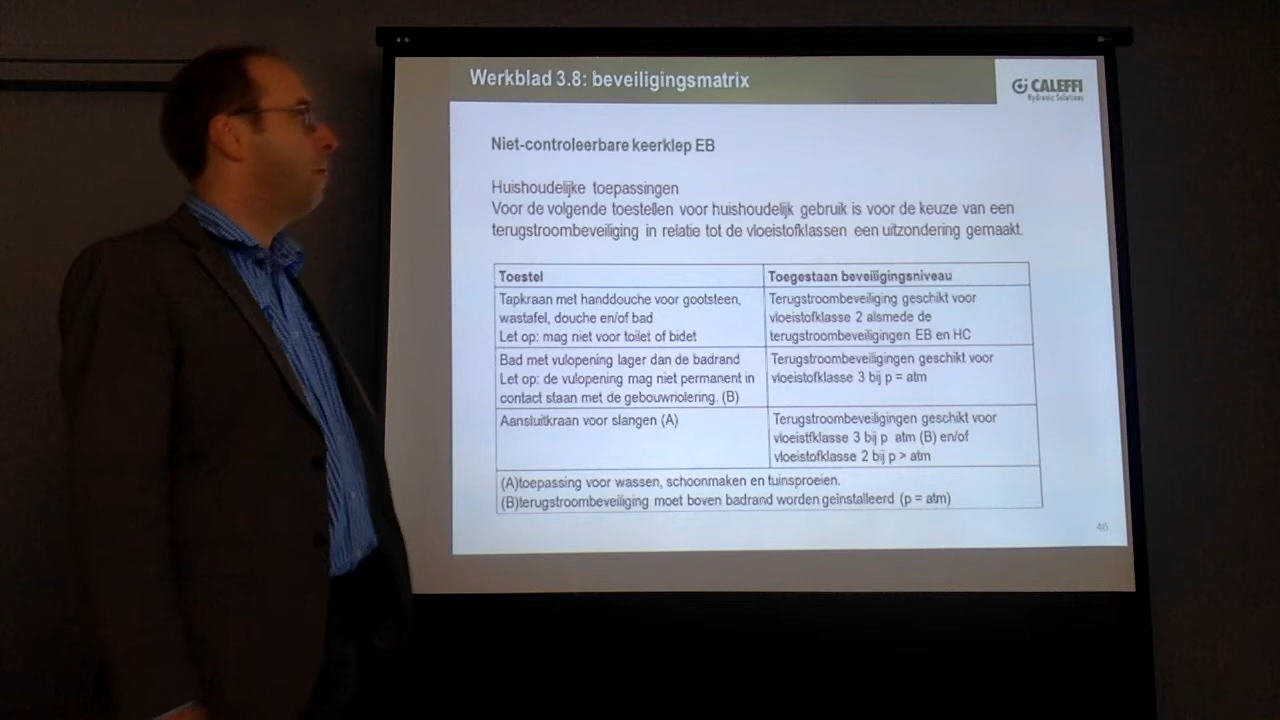 Werkblad 3.8: beveiligingsmatrix
CALEFFI
Hydronic Solutions
Niet-controleerbare keerklep EB
Huishoudelijke toepassingen
Voor de volgende toestellen voor huishoudelijk gebruik is voor de keuze van een
terugstroombeveiliging in relatie tot de vloeistofklassen een uitzondering gemaakt.
Toestel
Toegestaan beveiligingsniveau
Tapkraan met handdouche voor gootsteen,
wastafel, douche en/of bad
Let op: mag niet voor toilet of bidet
Terugstroombeveiliging geschikt voor
vloeistofklasse 2 alsmede de
terugstroombeveiligingen EB en HC
Bad met vulopening lager dan de badrand
Let op: de vulopening mag niet permanent in
contact staan met de gebouwriolering. (B)
Terugstroombeveiligingen geschikt voor
vloeistofklasse 3 bij p = atm
Aansluitkraan voor slangen (A)
Terugstroombeveiligingen geschikt voor
vloeistfklasse 3 bij p atm (B) en/of
vloeistofklasse 2 bij p > atm
(A)toepassing voor wassen, schoonmaken en tuinsproeien.
(B)terugstroombeveiliging moet boven badrand worden geïnstalleerd (p = atm)
46